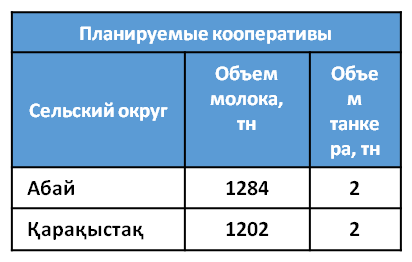 Планируемые кооперативы
Сельский округ
Объем
молока,
тн
Объе
м
танке
ра, тн
Абай 1284 2
Қарақыстақ 1202 2